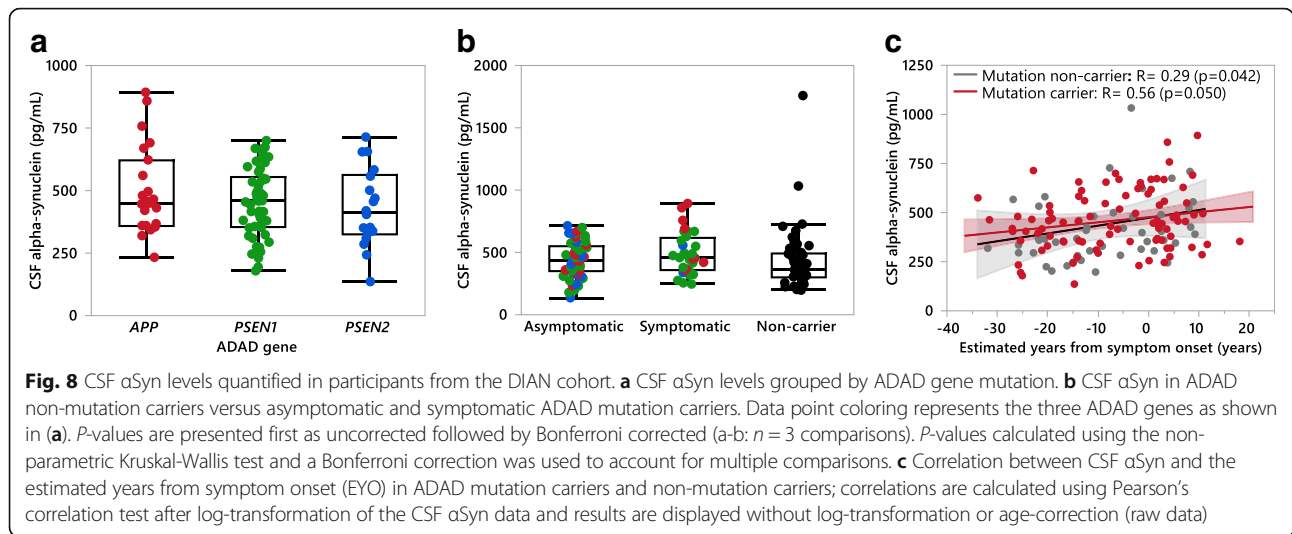 a
CSF alpha-synuclein (pg/mL)
1000
750
500
250
0
APP PSEN1 PSEN2
ADAD gene
b
CSF alpha-synuclein (pg/mL)
2000
1500
1000
500
0
Asymptomatic Symptomatic Non-carrier
c
CSF alpha-synuclein (pg/mL)
1250
1000
750
500
250
0
Mutation non-carrier: R= 0.29 (p=0.042)
Mutation carrier: R= 0.56 (p=0.050)
-40 -30 -20 -10 0 10 20
Estimated years from symptom onset (years)
Fig. 8 CSF αSyn levels quantified in participants from the DIAN cohort. a CSF αSyn levels grouped by ADAD gene mutation. b CSF αSyn in ADAD
non-mutation carriers versus asymptomatic and symptomatic ADAD mutation carriers. Data point coloring represents the three ADAD genes as shown
in (a). P-values are presented first as uncorrected followed by Bonferroni corrected (a-b: n = 3 comparisons). P-values calculated using the non-
parametric Kruskal-Wallis test and a Bonferroni correction was used to account for multiple comparisons. c Correlation between CSF αSyn and the
estimated years from symptom onset (EYO) in ADAD mutation carriers and non-mutation carriers; correlations are calculated using Pearson's
correlation test after log-transformation of the CSF αSyn data and results are displayed without log-transformation or age-correction (raw data)